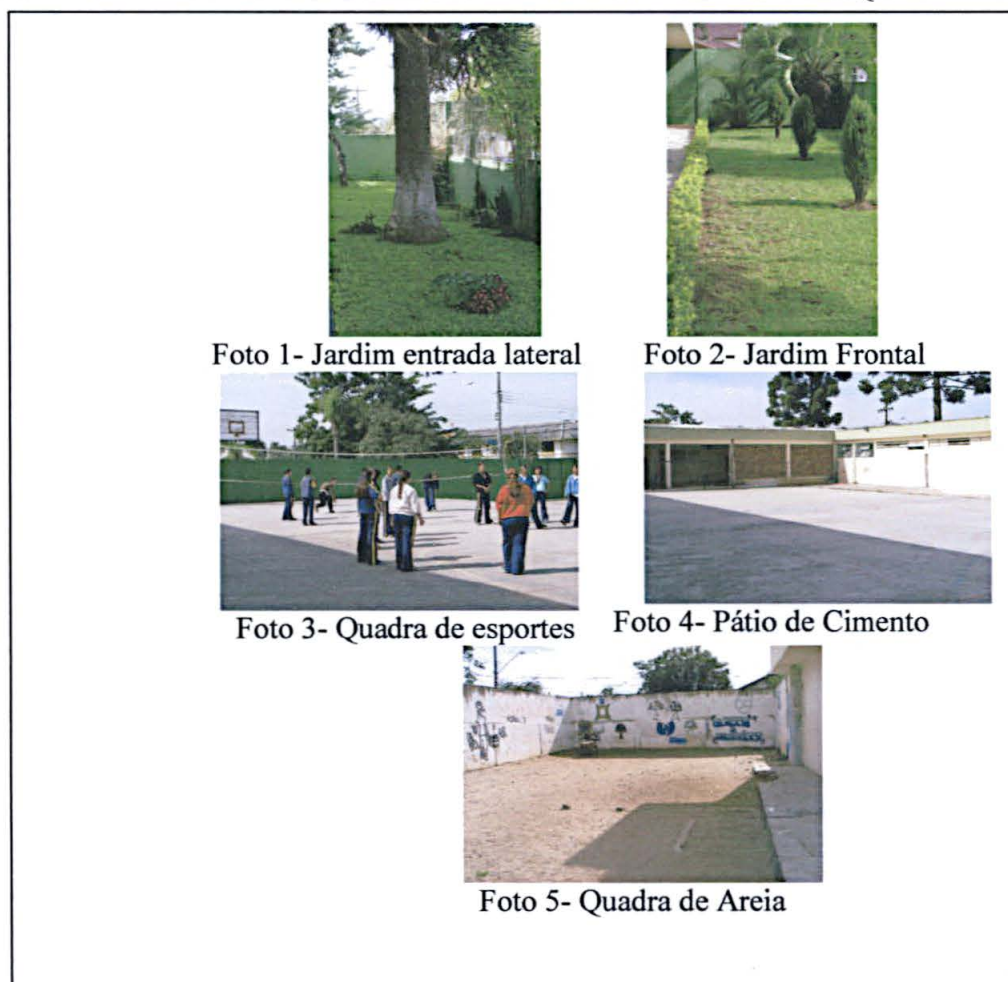 Foto 1- Jardim entrada lateral
Foto 2- Jardim Frontal
Foto 3- Quadra de esportes
Foto 4- Pátio de Cimento
Foto 5- Quadra de Areia